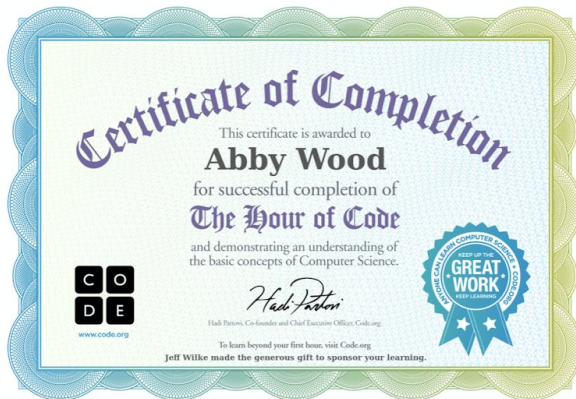 Certificate of Completion
This certificate is awarded to
Abby Wood
for successful completion of
The Hour of Code
and demonstrating an understanding of
the basic concepts of Computer Science.
Hadi Partovi
Hadi Partovi, Co-founder and Chief Executive Officer, Code.org
To learn beyond your first hour, visit Code.org
Jeff Wilke made the generous gift to sponsor your learning.
C O
D E
www.code.org
ANYONE CAN LEARN COMPUTER SCIENCE • CODE.ORG •
KEEP UP THE
GREAT
WORK
KEEP LEARNING